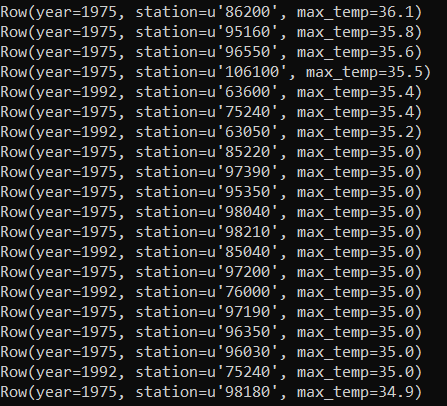 Row(year=1975, station=u'86200', max_temp=36.1)
Row(year=1975, station=u'95160', max_temp=35.8)
Row(year=1975, station=u'96550', max_temp=35.6)
Row(year=1975, station=u'106100', max_temp=35.5)
Row(year=1992, station=u'63600', max_temp=35.4)
Row(year=1975, station=u'75240', max_temp=35.4)
Row(year=1992, station=u'63050', max_temp=35.2)
Row(year=1975, station=u'85220', max_temp=35.0)
Row(year=1975, station=u'97390', max_temp=35.0)
Row(year=1975, station=u'95350', max_temp=35.0)
Row(year=1975, station=u'98040', max_temp=35.0)
Row(year=1975, station=u'98210', max_temp=35.0)
Row(year=1992, station=u'85040', max_temp=35.0)
Row(year=1975, station=u'97200', max_temp=35.0)
Row(year=1992, station=u'76000', max_temp=35.0)
Row(year=1975, station=u'97190', max_temp=35.0)
Row(year=1975, station=u'96350', max_temp=35.0)
Row(year=1975, station=u'96030', max_temp=35.0)
Row(year=1992, station=u'75240', max_temp=35.0)
Row(year=1975, station=u'98180', max_temp=34.9)